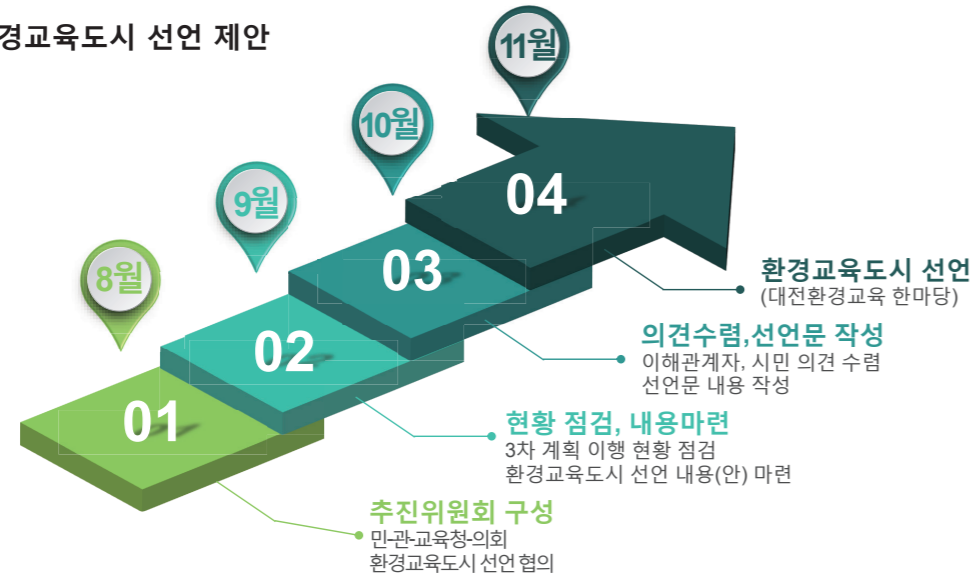 경교육도시 선언 제안
11월
10월
9월
8월
04
03
02
01
환경교육도시 선언
(대전환경교육 한마당)
의견수렴,선언문 작성
이해관계자, 시민 의견 수렴
선언문 내용 작성
현황 점검, 내용마련
3차 계획 이행 현황 점검
환경교육도시 선언 내용(안) 마련
추진위원회 구성
민-관-교육청-의회
환경교육도시 선언 협의